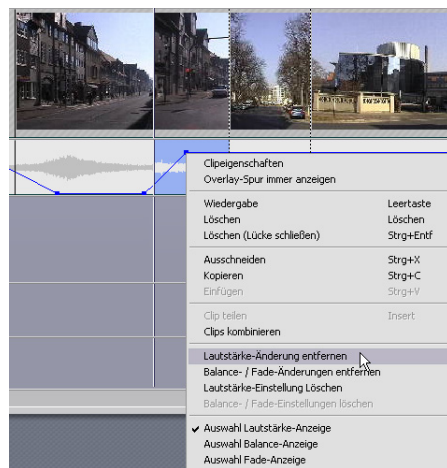 Clipeigenschaften
Overlay-Spur immer anzeigen
Wiedergabe Leertaste
Löschen Löschen
Löschen (Lücke schließen) Strg+Entf
Ausschneiden Strg+X
Kopieren Strg+C
Einfügen Strg+V
Clip teilen Insert
Clips kombinieren
Lautstärke-Änderung entfernen
Balance- / Fade-Änderungen entfernen
Lautstärke-Einstellung Löschen
Balance- / Fade-Einstellungen löschen
Auswahl Lautstärke-Anzeige
Auswahl Balance-Anzeige
Auswahl Fade-Anzeige